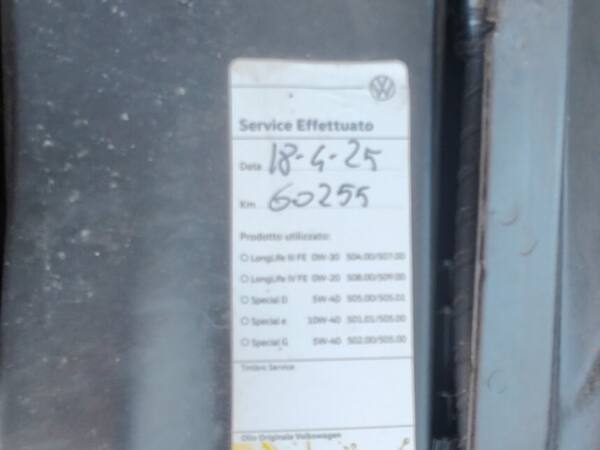 Service Effettuato
Data 18-4-25
Km 60255
Prodotto utilizzato:
LongLife III FE 0W-30 504.00/507.00
LongLife IV FE 0W-20 508.00/509.00
Special D 5W-40 505.00/505.01
Special e 10W-40 501.01/505.00
Special G 5W-40 502.00/505.00
Timbro Service
Olio Originale Volkswagen